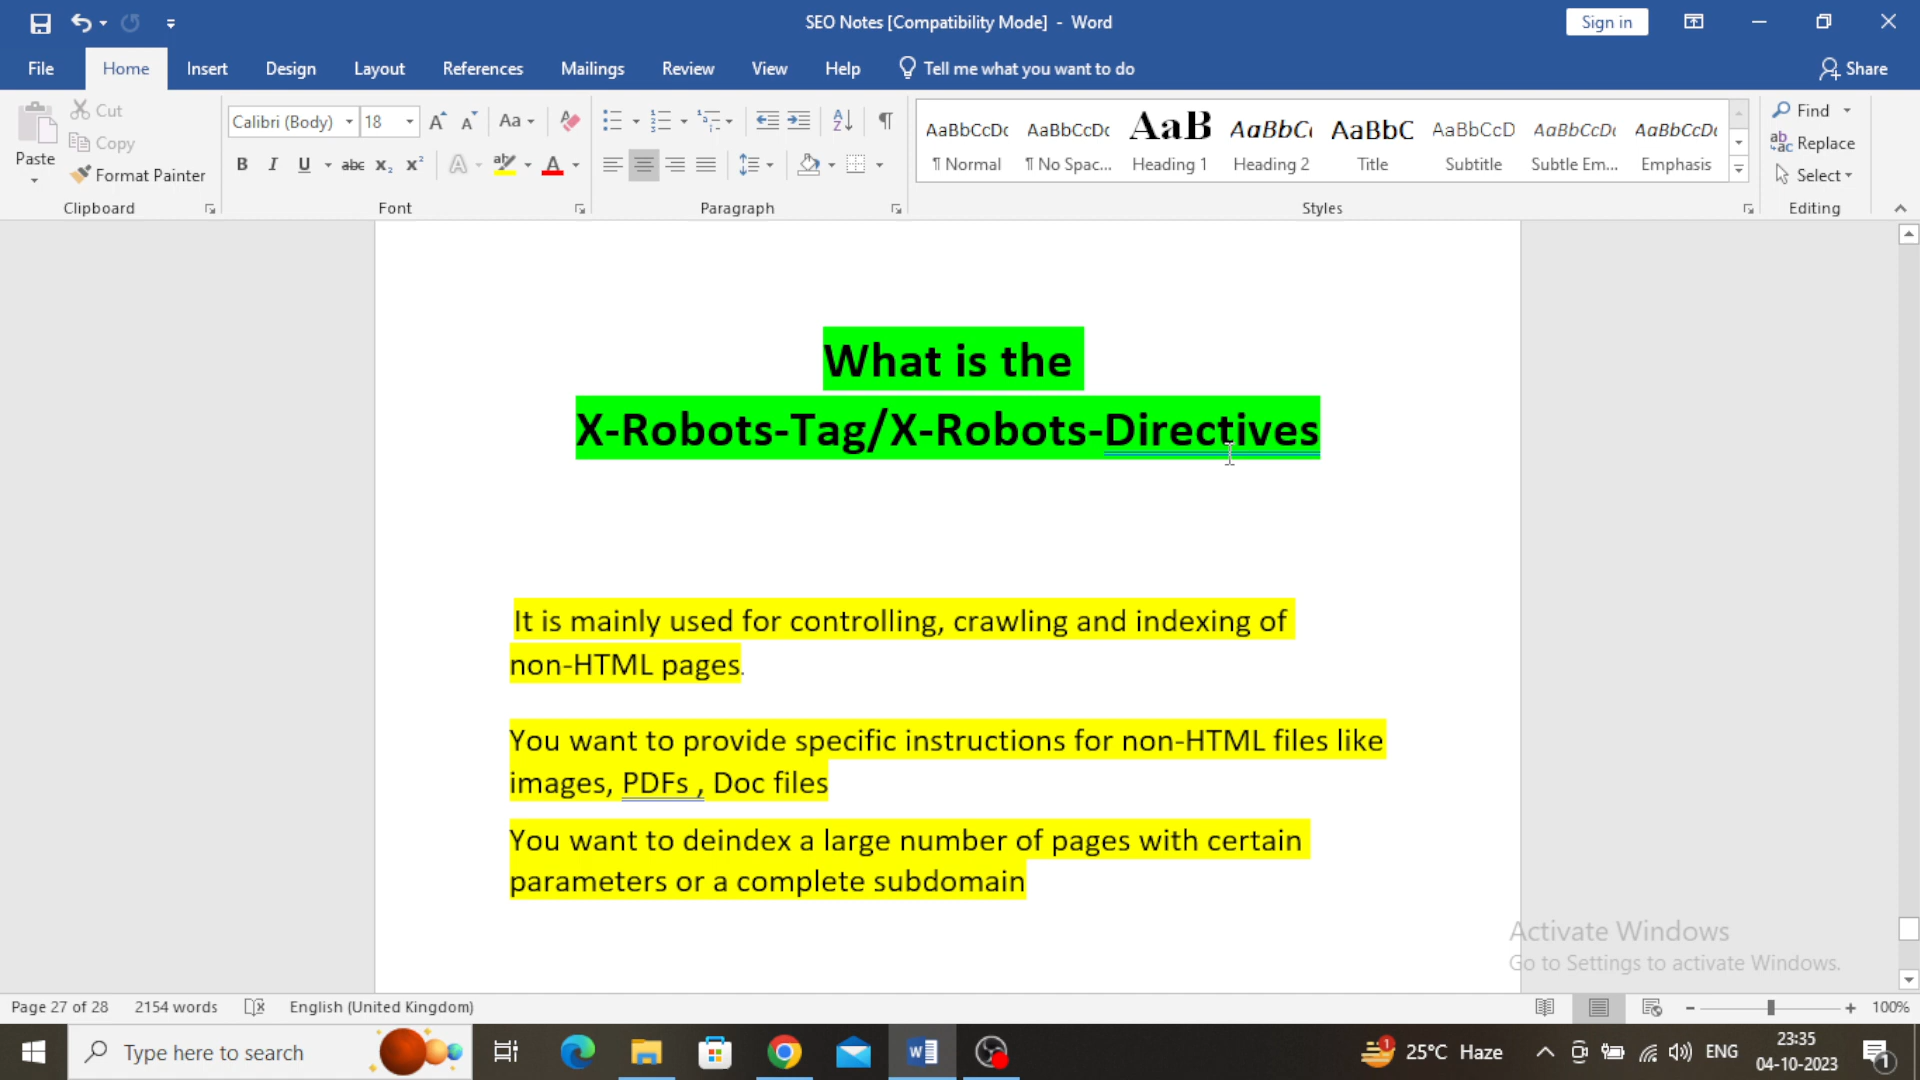 SEO Notes [Compatibility Mode] - Word
Sign in
File Home Insert Design Layout References Mailings Review View Help Tell me what you want to do Share
Paste
Cut
Copy
Format Painter
Clipboard
Calibri (Body) 18
Font
Paragraph
AaBbCcDc AaBbCcDc AaB AaBbC AaBbC AaBbCcD AaBbCcDc AaBbCcDc
¶ Normal ¶ No Spac... Heading 1 Heading 2 Title Subtitle Subtle Em... Emphasis
Styles
Find
Replace
Select
Editing
What is the
X-Robots-Tag/X-Robots-Directives
It is mainly used for controlling, crawling and indexing of
non-HTML pages.
You want to provide specific instructions for non-HTML files like
images, PDFs , Doc files
You want to deindex a large number of pages with certain
parameters or a complete subdomain
Activate Windows
Go to Settings to activate Windows.
Page 27 of 28 2154 words English (United Kingdom) 100%
Type here to search
1 25°C Haze ENG
23:35
04-10-2023
1